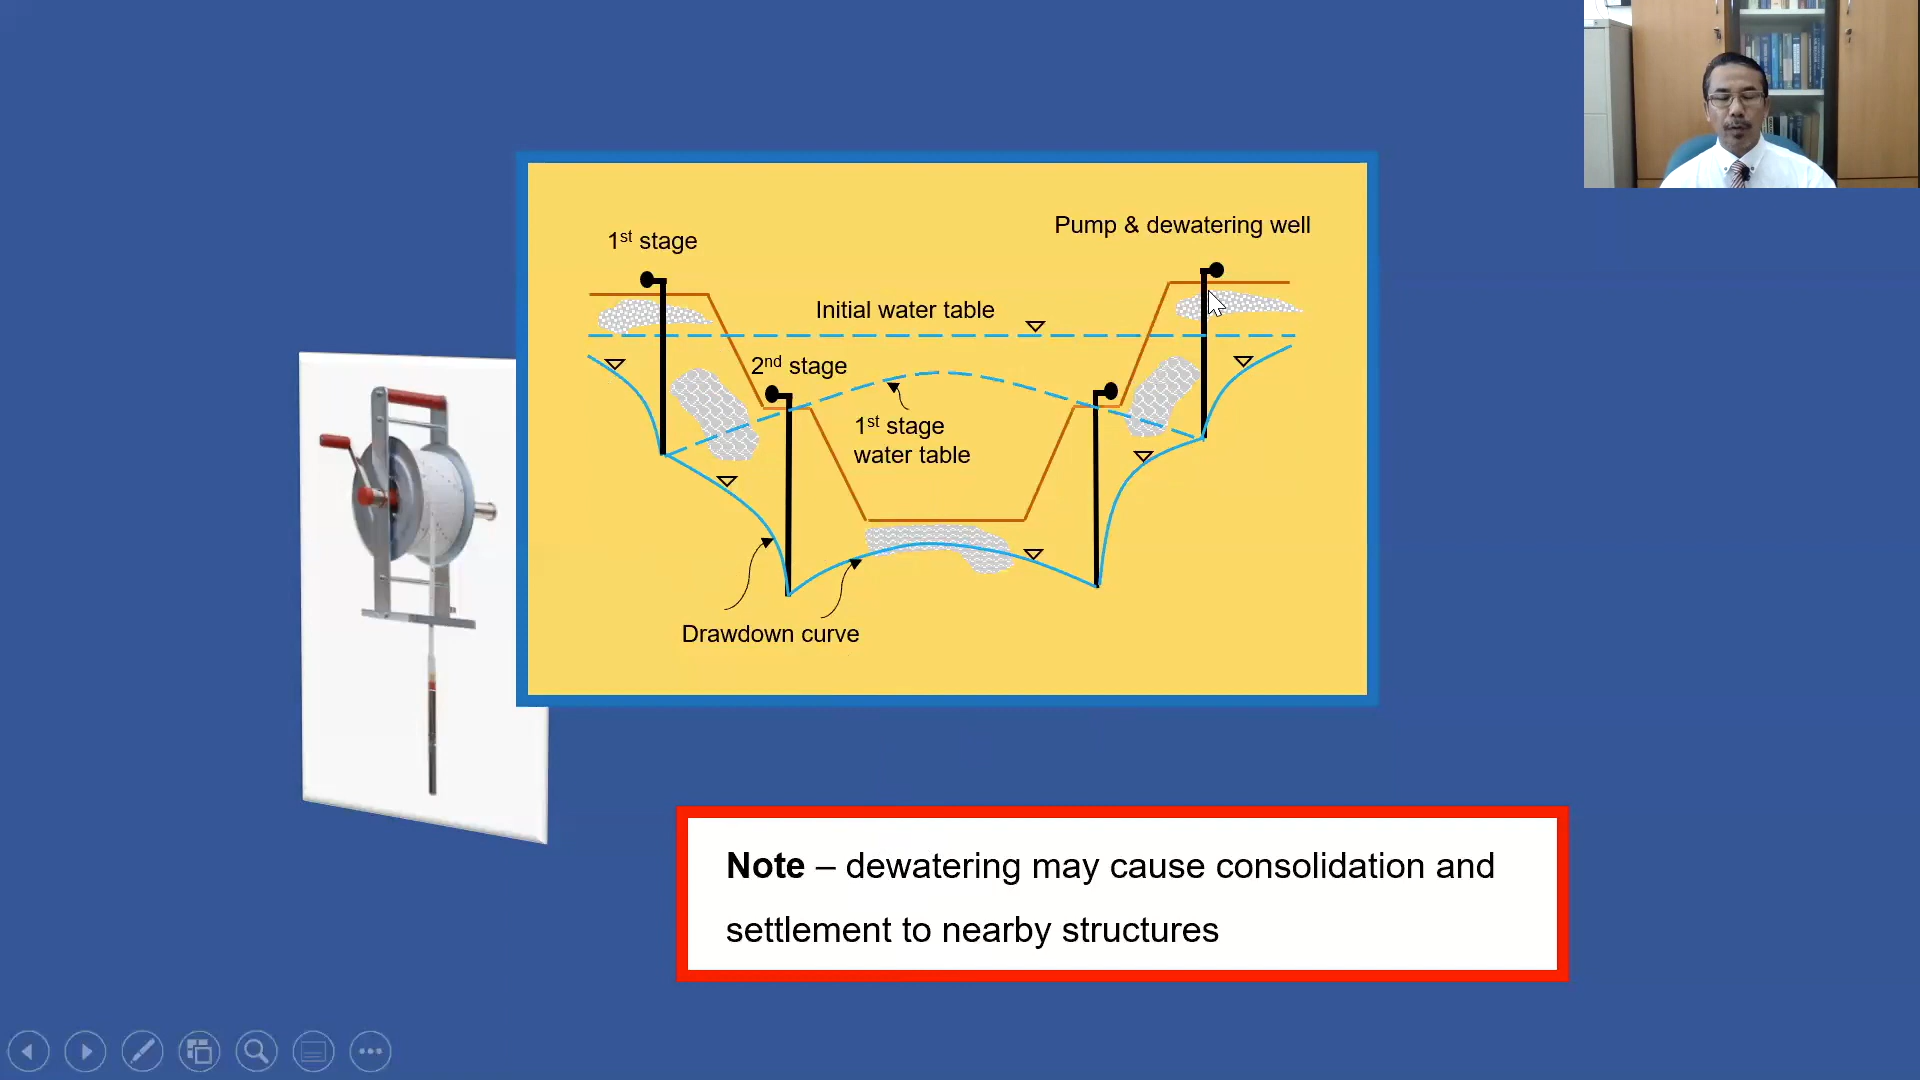 1st stage
Pump & dewatering well
Initial water table
2nd stage
1st stage
water table
Drawdown curve
Note – dewatering may cause consolidation and
settlement to nearby structures